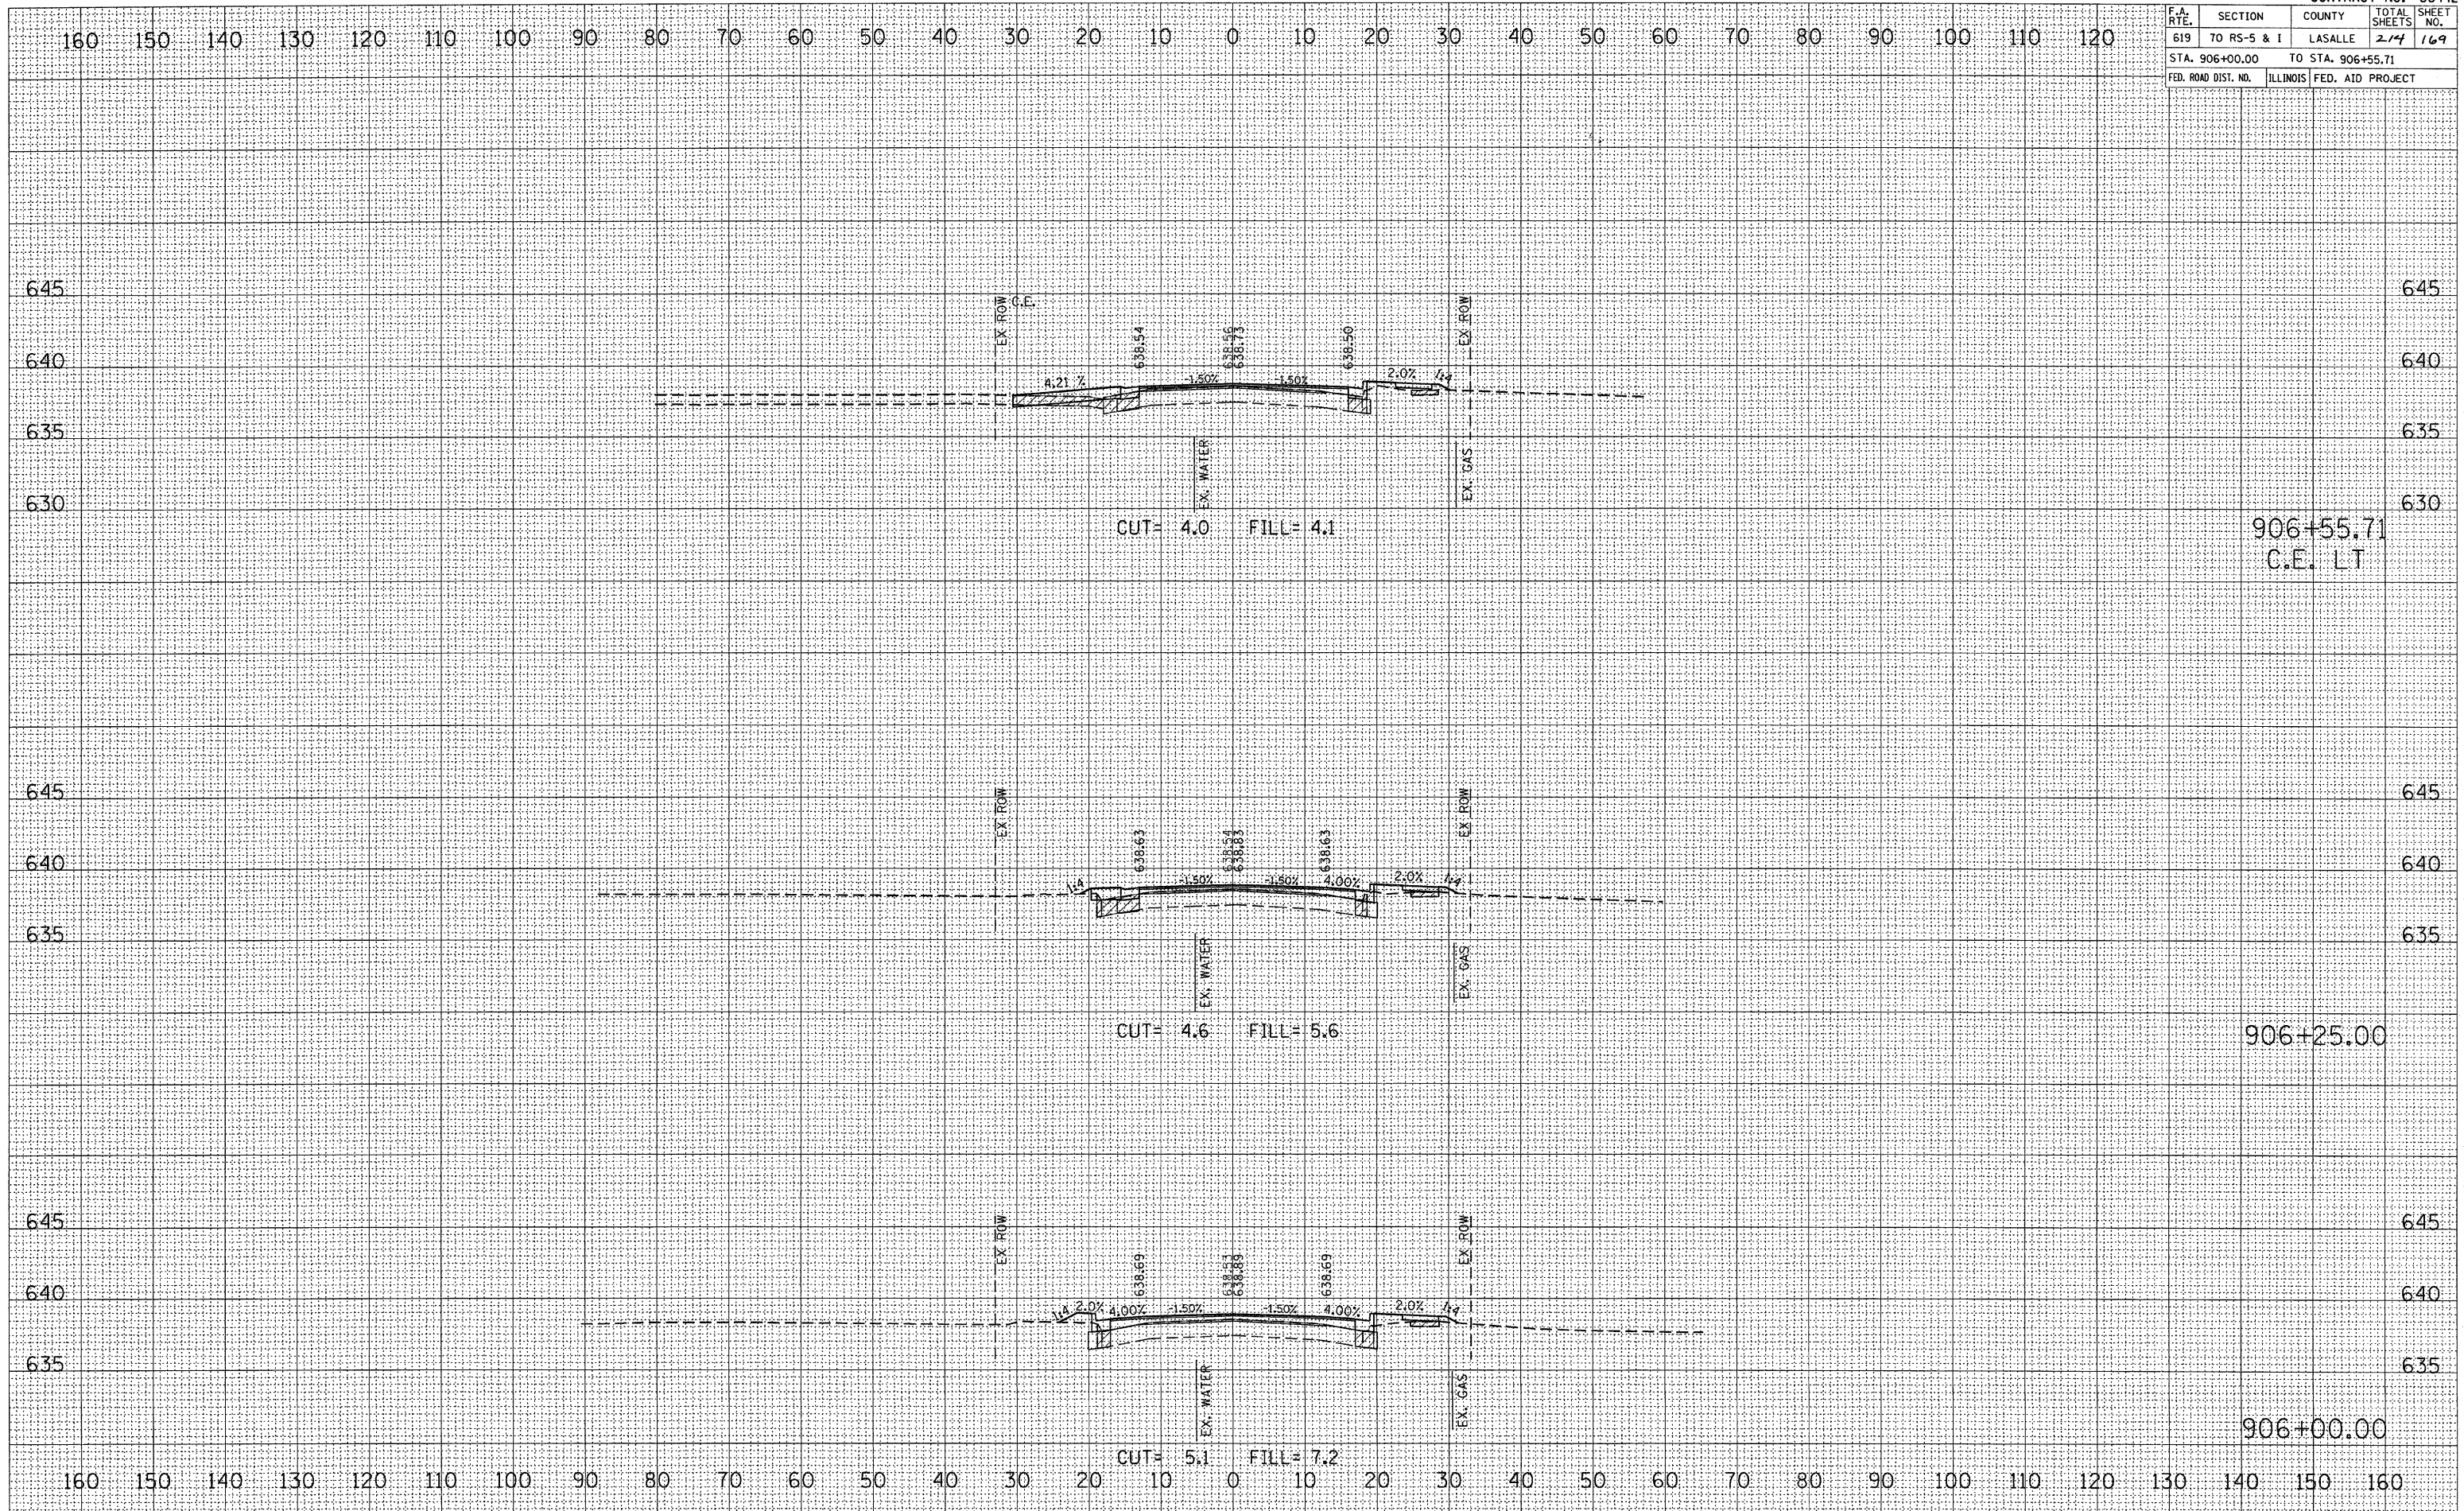 F.A. RTE. SECTION COUNTY TOTAL SHEETS SHEET NO.
619 70 RS-5 & I LASALLE 214 169
STA. 906+00.00 TO STA. 906+55.71
FED. ROAD DIST. NO. ILLINOIS FED. AID PROJECT
160 150 140 130 120 110 100 90 80 70 60 50 40 30 20 10 0 10 20 30 40 50 60 70 80 90 100 110 120
645 645
EX ROW C.E. EX ROW
638.54 638.56 638.73 638.50
640 640
4.21 % -1.50% -1.50% 2.0% 1:4
635 635
EX. WATER EX. GAS
630 630
CUT= 4.0 FILL= 4.1
906+55.71
C.E. LT
645 645
EX ROW EX ROW
638.63 638.54 638.83 638.63
640 640
1:4 -1.50% -1.50% 4.00% 2.0% 1:4
635 635
EX. WATER EX. GAS
CUT= 4.6 FILL= 5.6
906+25.00
645 645
EX ROW EX ROW
638.69 638.53 638.89 638.69
640 640
1:4 2.0% 4.00% -1.50% -1.50% 4.00% 2.0% 1:4
635 635
EX. WATER EX. GAS
906+00.00
CUT= 5.1 FILL= 7.2
160 150 140 130 120 110 100 90 80 70 60 50 40 30 20 10 0 10 20 30 40 50 60 70 80 90 100 110 120 130 140 150 160